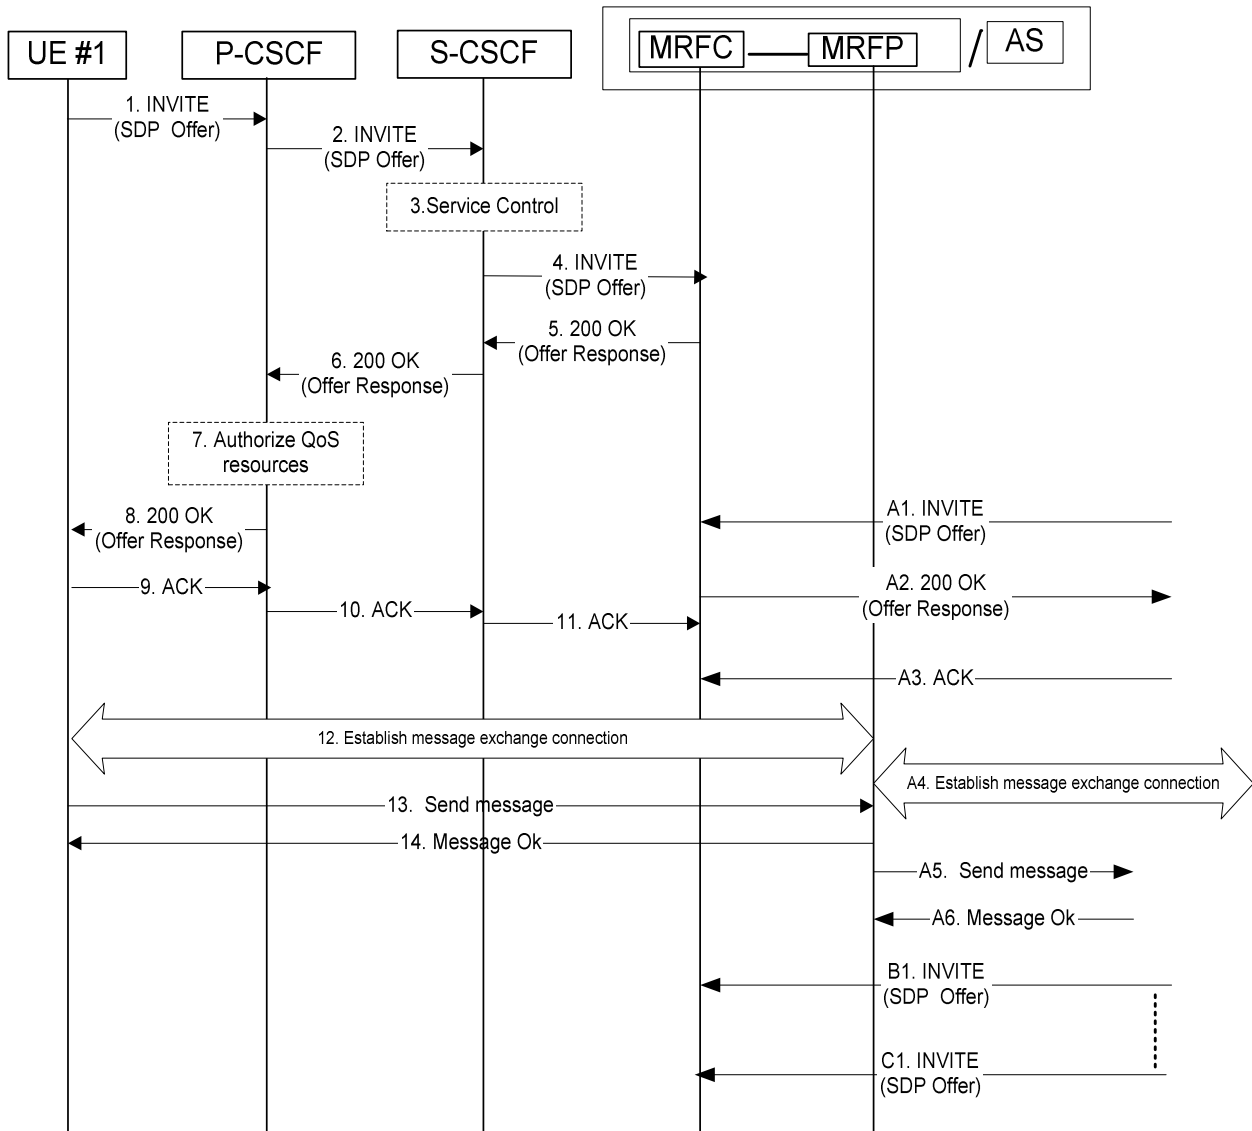 UE #1
P-CSCF
S-CSCF
MRFC
MRFP
/
AS
1. INVITE
(SDP Offer)
2. INVITE
(SDP Offer)
3.Service Control
4. INVITE
(SDP Offer)
5. 200 OK
(Offer Response)
6. 200 OK
(Offer Response)
7. Authorize QoS
resources
8. 200 OK
(Offer Response)
A1. INVITE
(SDP Offer)
9. ACK
10. ACK
11. ACK
A2. 200 OK
(Offer Response)
A3. ACK
12. Establish message exchange connection
A4. Establish message exchange connection
13. Send message
14. Message Ok
A5. Send message
A6. Message Ok
B1. INVITE
(SDP Offer)
C1. INVITE
(SDP Offer)